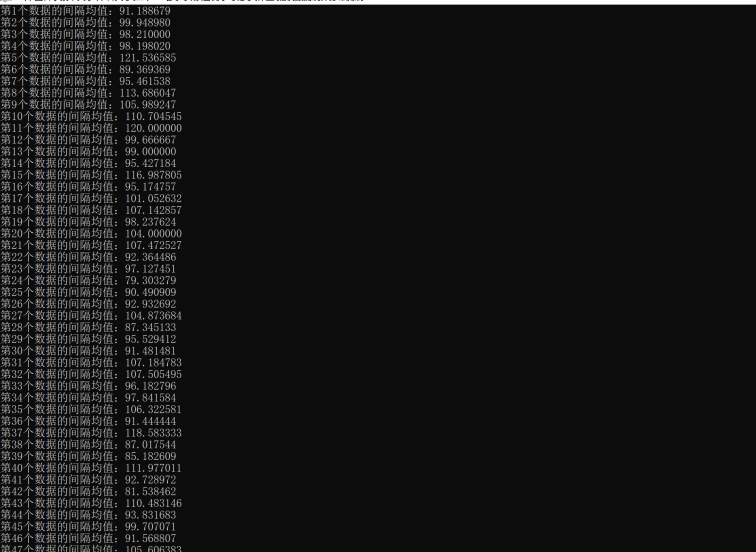 第1个数据的间隔均值：91.188679
第2个数据的间隔均值：99.948980
第3个数据的间隔均值：98.210000
第4个数据的间隔均值：98.198020
第5个数据的间隔均值：121.536585
第6个数据的间隔均值：89.369369
第7个数据的间隔均值：95.461538
第8个数据的间隔均值：113.686047
第9个数据的间隔均值：105.989247
第10个数据的间隔均值：110.704545
第11个数据的间隔均值：120.000000
第12个数据的间隔均值：99.666667
第13个数据的间隔均值：99.000000
第14个数据的间隔均值：95.427184
第15个数据的间隔均值：116.987805
第16个数据的间隔均值：95.174757
第17个数据的间隔均值：101.052632
第18个数据的间隔均值：107.142857
第19个数据的间隔均值：98.237624
第20个数据的间隔均值：104.000000
第21个数据的间隔均值：107.472527
第22个数据的间隔均值：92.364486
第23个数据的间隔均值：97.127451
第24个数据的间隔均值：79.303279
第25个数据的间隔均值：90.490909
第26个数据的间隔均值：92.932692
第27个数据的间隔均值：104.873684
第28个数据的间隔均值：87.345133
第29个数据的间隔均值：95.529412
第30个数据的间隔均值：91.481481
第31个数据的间隔均值：107.184783
第32个数据的间隔均值：107.505495
第33个数据的间隔均值：96.182796
第34个数据的间隔均值：97.841584
第35个数据的间隔均值：106.322581
第36个数据的间隔均值：91.444444
第37个数据的间隔均值：118.583333
第38个数据的间隔均值：87.017544
第39个数据的间隔均值：85.182609
第40个数据的间隔均值：111.977011
第41个数据的间隔均值：92.728972
第42个数据的间隔均值：81.538462
第43个数据的间隔均值：110.483146
第44个数据的间隔均值：93.831683
第45个数据的间隔均值：99.707071
第46个数据的间隔均值：91.568807
第47个数据的间隔均值：105.606383